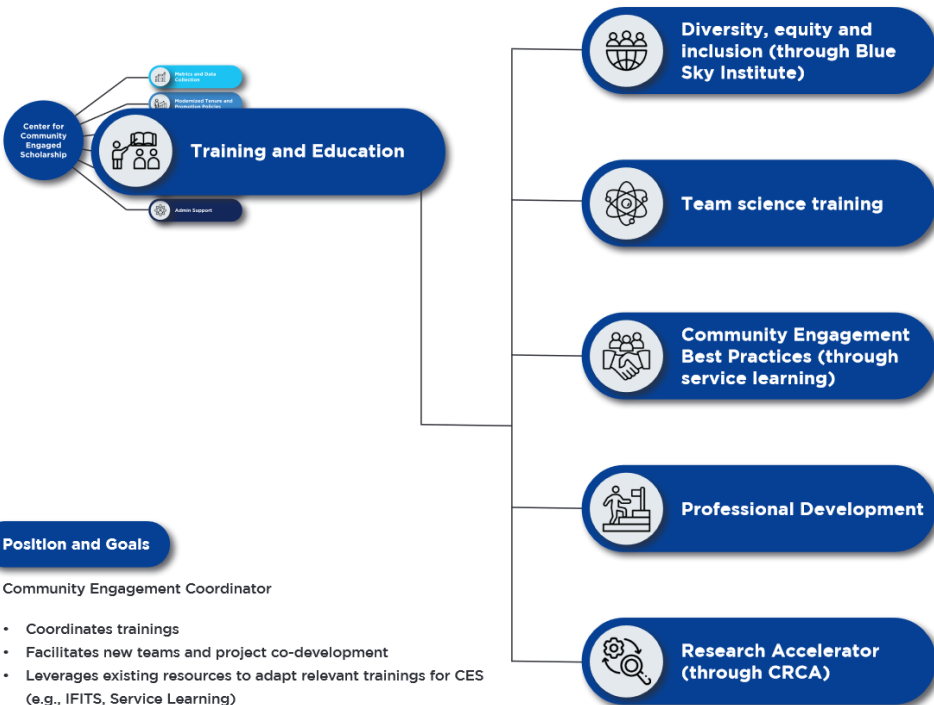 Center for
Community
Engaged
Scholarship
Metrics and Data
Collection
Modernized Tenure and
Promotion Policies
Training and Education
Admin Support
Diversity, equity and
inclusion (through Blue
Sky Institute)
Team science training
Community Engagement
Best Practices (through
service learning)
Professional Development
Research Accelerator
(through CRCA)
Position and Goals
Community Engagement Coordinator
• Coordinates trainings
• Facilitates new teams and project co-development
• Leverages existing resources to adapt relevant trainings for CES
(e.g., IFITS, Service Learning)